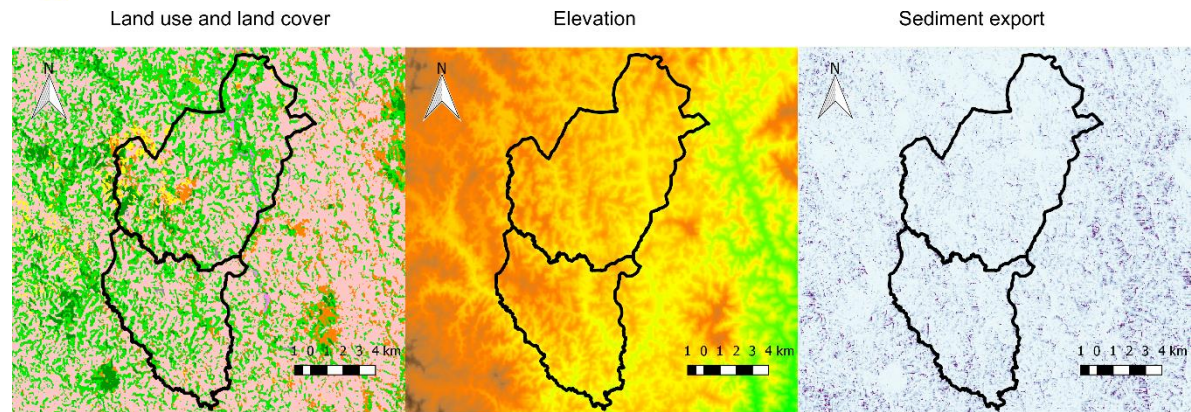 Land use and land cover
Elevation
Sediment export
N
N
N
1 0 1 2 3 4 km
1 0 1 2 3 4 km
1 0 1 2 3 4 km